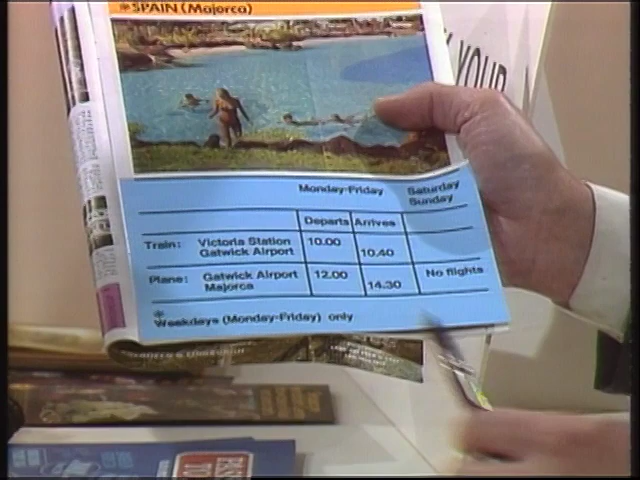 *SPAIN (Majorca)
YOUR
Monday-Friday Saturday Sunday
Departs Arrives
Train: Victoria Station 10.00
Gatwick Airport 10.40
Plane: Gatwick Airport 12.00 No flights
Majorca 14.30
* Weekdays (Monday-Friday) only